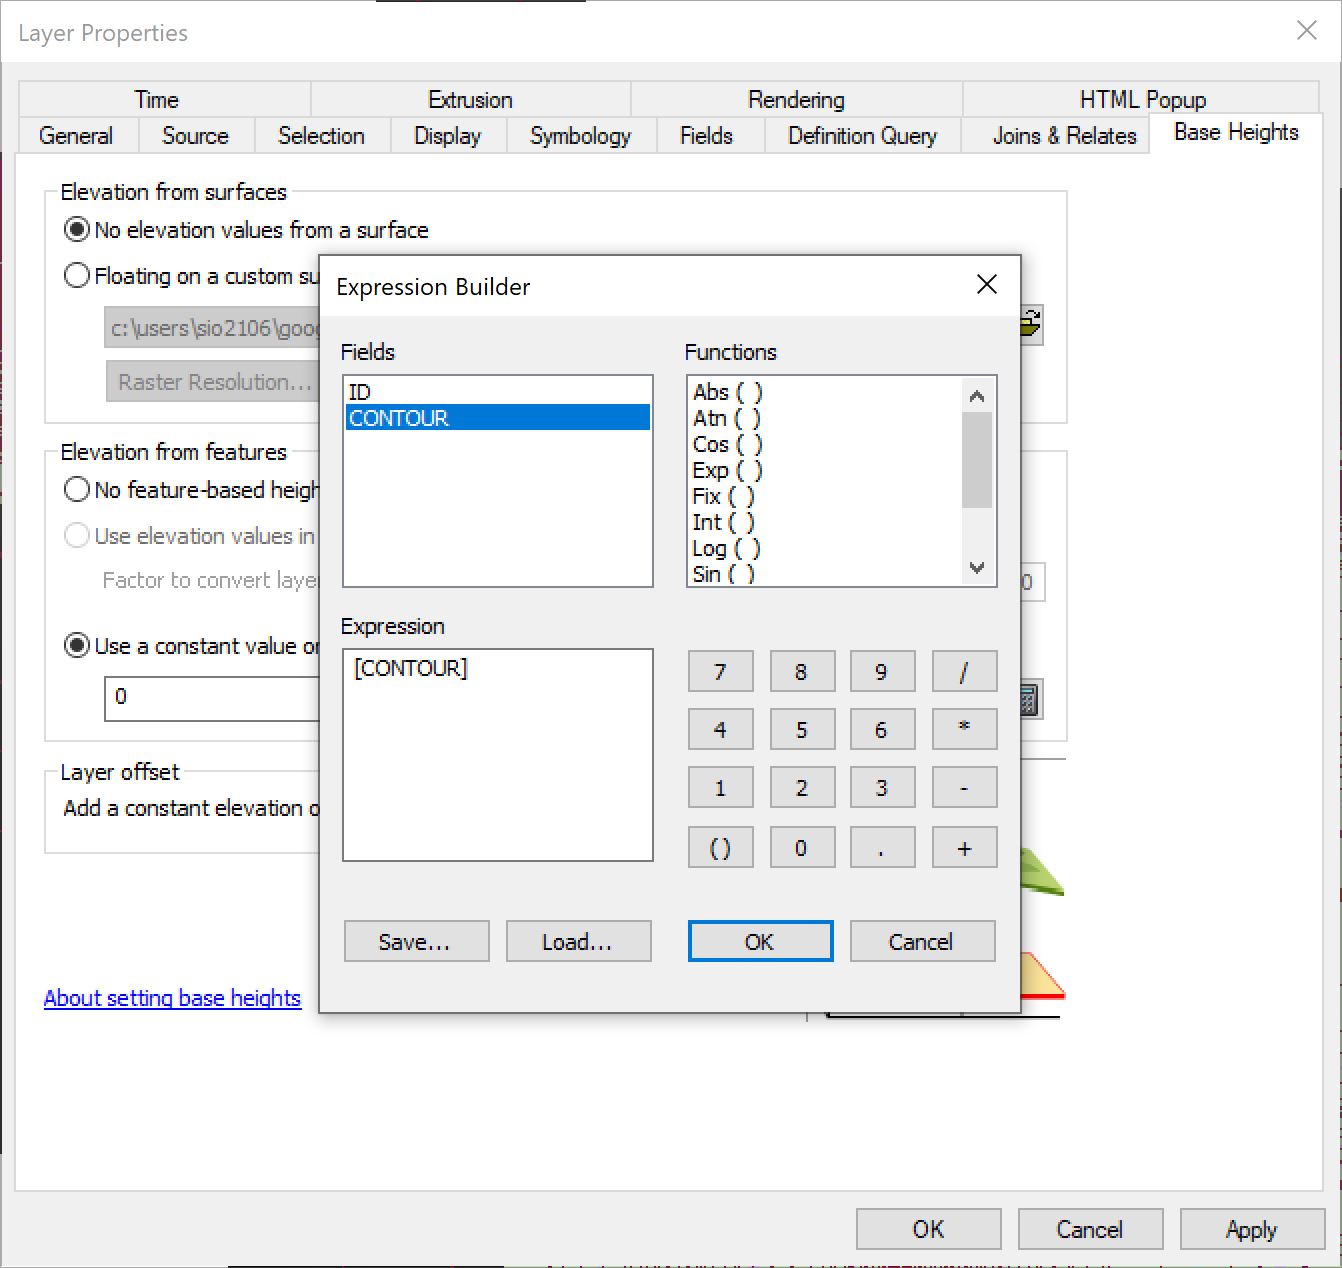 Layer Properties
Time Extrusion Rendering HTML Popup
General Source Selection Display Symbology Fields Definition Query Joins & Relates Base Heights
Elevation from surfaces
No elevation values from a surface
Floating on a custom su
c:\users\sio2106\goog
Raster Resolution...
Elevation from features
No feature-based heigh
Use elevation values in
Factor to convert laye
0
Use a constant value or
0
Layer offset
Add a constant elevation o
About setting base heights
Expression Builder
Fields
ID
CONTOUR
Functions
Abs ( )
Atn ( )
Cos ( )
Exp ( )
Fix ( )
Int ( )
Log ( )
Sin ( )
Expression
[CONTOUR]
7 8 9 /
4 5 6 *
1 2 3 -
( ) 0 . +
Save... Load... OK Cancel
OK Cancel Apply